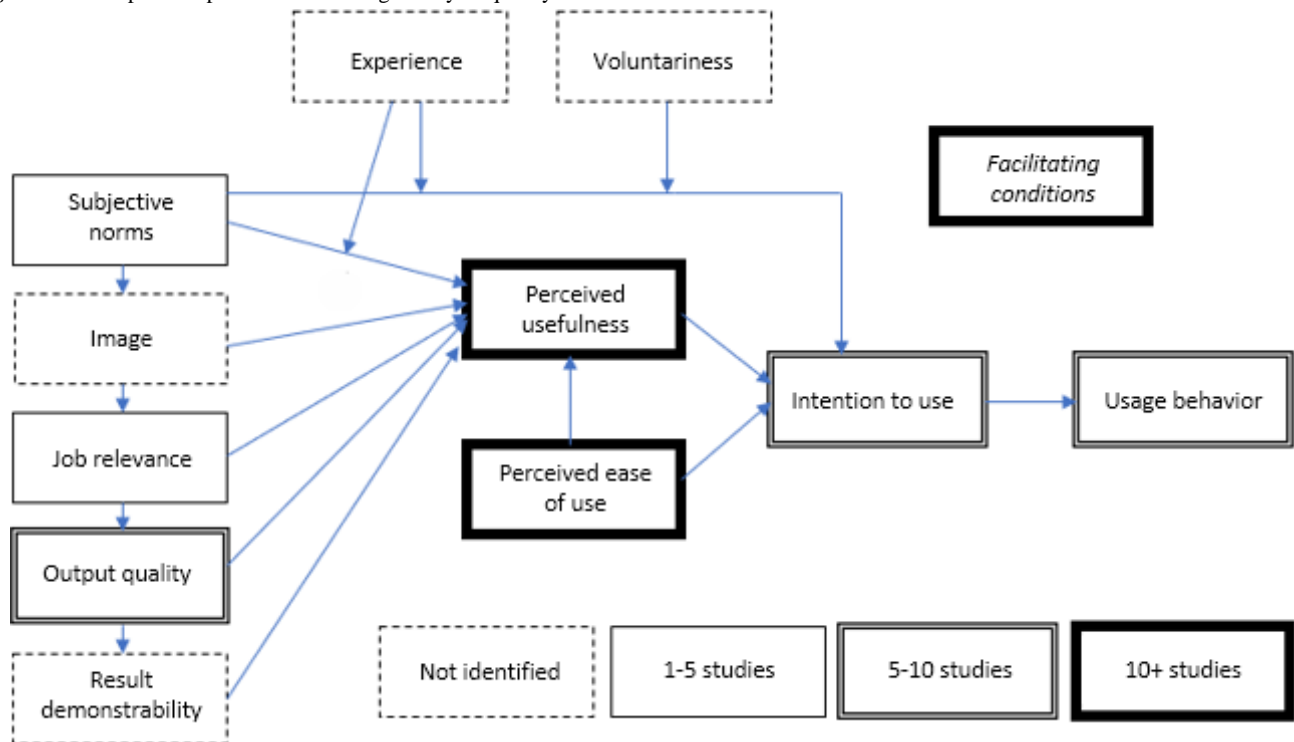 Experience
Voluntariness
Facilitating
conditions
Subjective
norms
Perceived
usefulness
Image
Intention to use
Usage behavior
Job relevance
Perceived ease
of use
Output quality
Result
demonstrability
Not identified
1-5 studies
5-10 studies
10+ studies